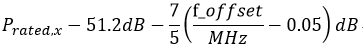 P_rated,x − 51.2dB − 7/5 (f_offset/MHz − 0.05) dB